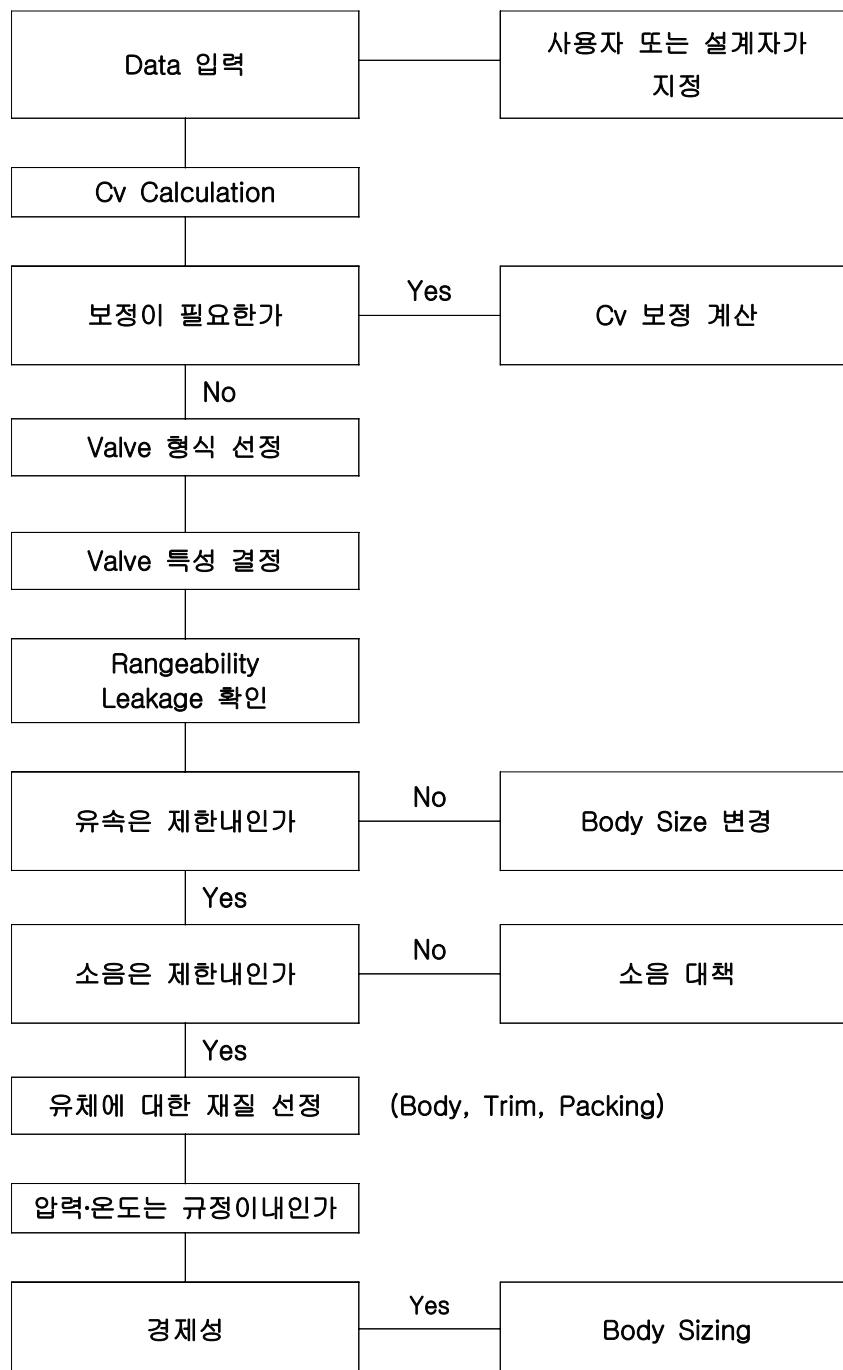 Data 입력
사용자 또는 설계자가
지정
Cv Calculation
보정이 필요한가
Yes
Cv 보정 계산
No
Valve 형식 선정
Valve 특성 결정
Rangeability
Leakage 확인
유속은 제한내인가
No
Body Size 변경
Yes
소음은 제한내인가
No
소음 대책
Yes
유체에 대한 재질 선정
(Body, Trim, Packing)
압력·온도는 규정이내인가
경제성
Yes
Body Sizing